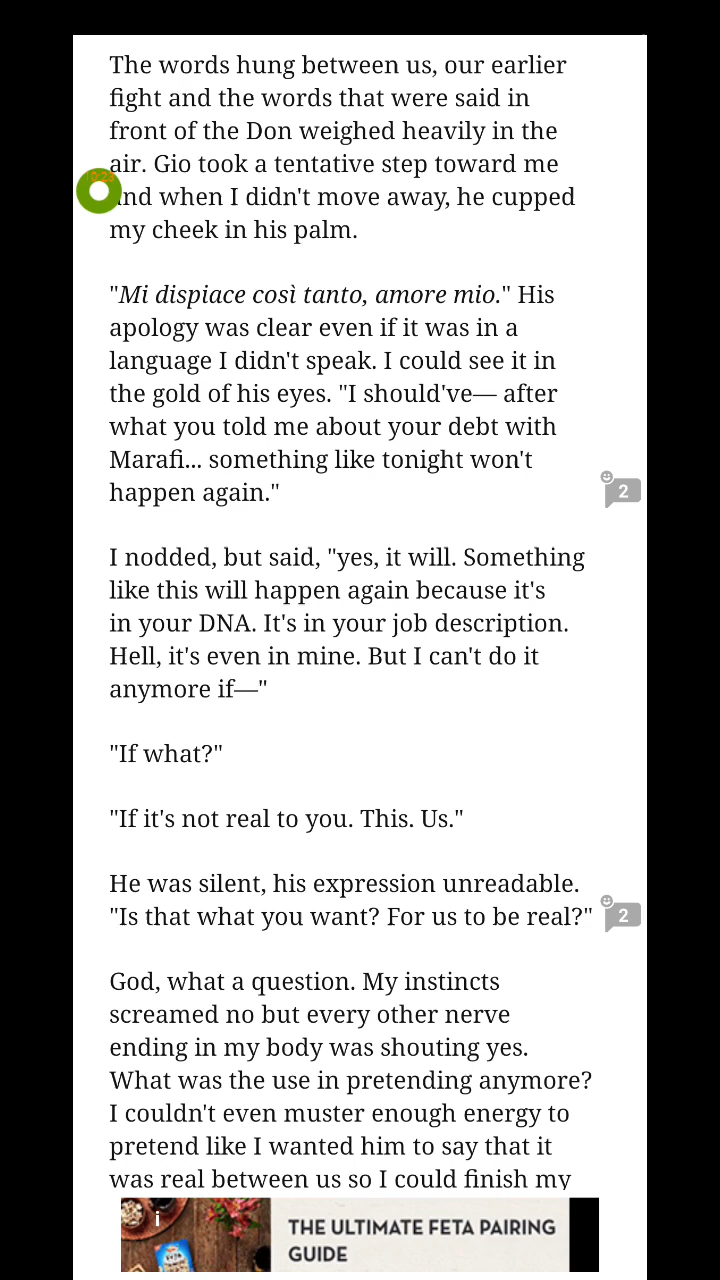 The words hung between us, our earlier
fight and the words that were said in
front of the Don weighed heavily in the
air. Gio took a tentative step toward me
and when I didn't move away, he cupped
my cheek in his palm.
"Mi dispiace così tanto, amore mio." His
apology was clear even if it was in a
language I didn't speak. I could see it in
the gold of his eyes. "I should've— after
what you told me about your debt with
Marafi... something like tonight won't
happen again."
2
I nodded, but said, "yes, it will. Something
like this will happen again because it's
in your DNA. It's in your job description.
Hell, it's even in mine. But I can't do it
anymore if—"
"If what?"
"If it's not real to you. This. Us."
He was silent, his expression unreadable.
"Is that what you want? For us to be real?"
2
God, what a question. My instincts
screamed no but every other nerve
ending in my body was shouting yes.
What was the use in pretending anymore?
I couldn't even muster enough energy to
pretend like I wanted him to say that it
was real between us so I could finish my
i
THE ULTIMATE FETA PAIRING
GUIDE